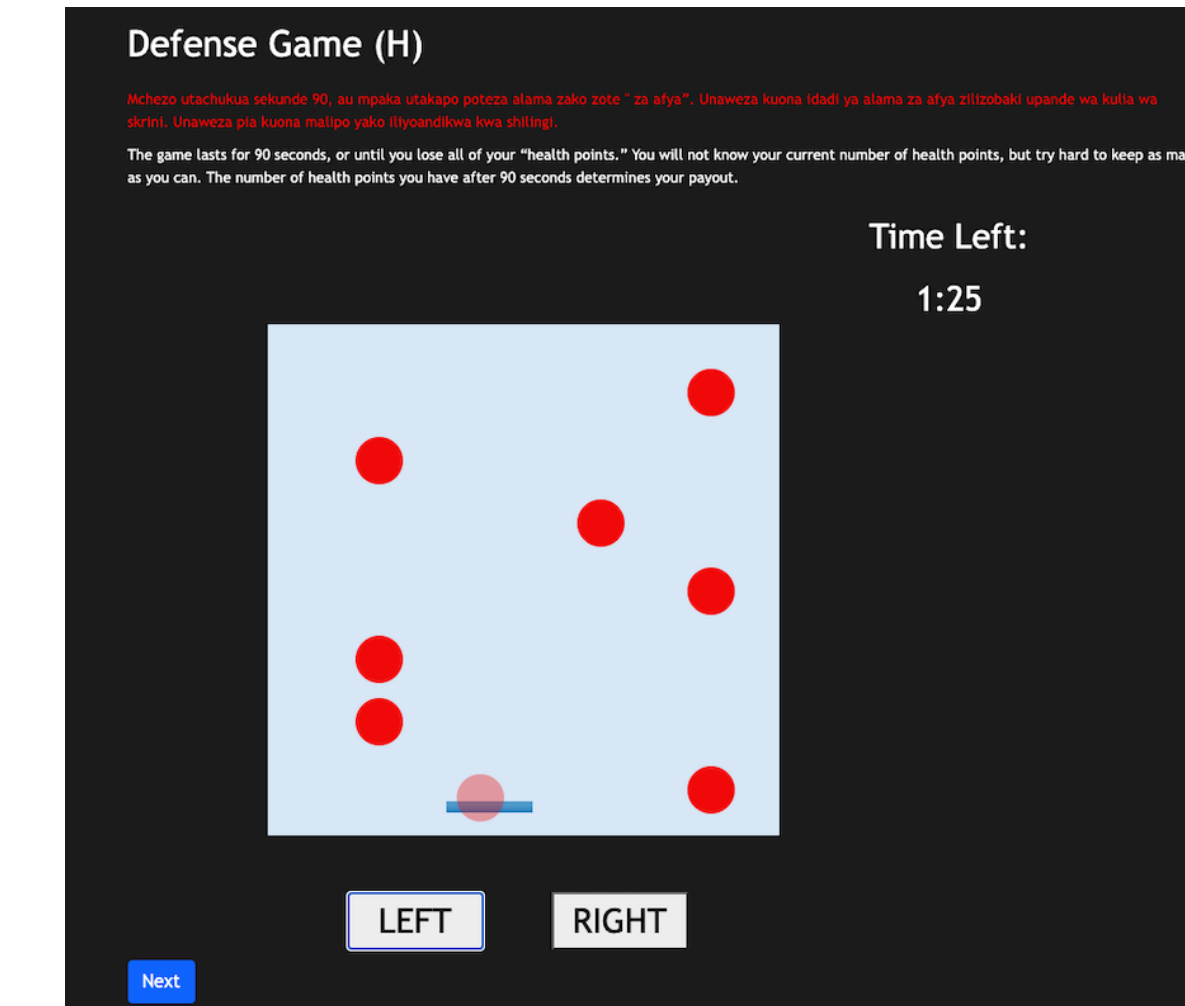 Defense Game (H)
Mchezo utachukua sekunde 90, au mpaka utakapo poteza alama zako zote " za afya”. Unaweza kuona idadi ya alama za afya zilizobaki upande wa kulia wa
skrini. Unaweza pia kuona malipo yako iliyoandikwa kwa shilingi.
The game lasts for 90 seconds, or until you lose all of your “health points.” You will not know your current number of health points, but try hard to keep as ma
as you can. The number of health points you have after 90 seconds determines your payout.
Time Left:
1:25
LEFT RIGHT
Next